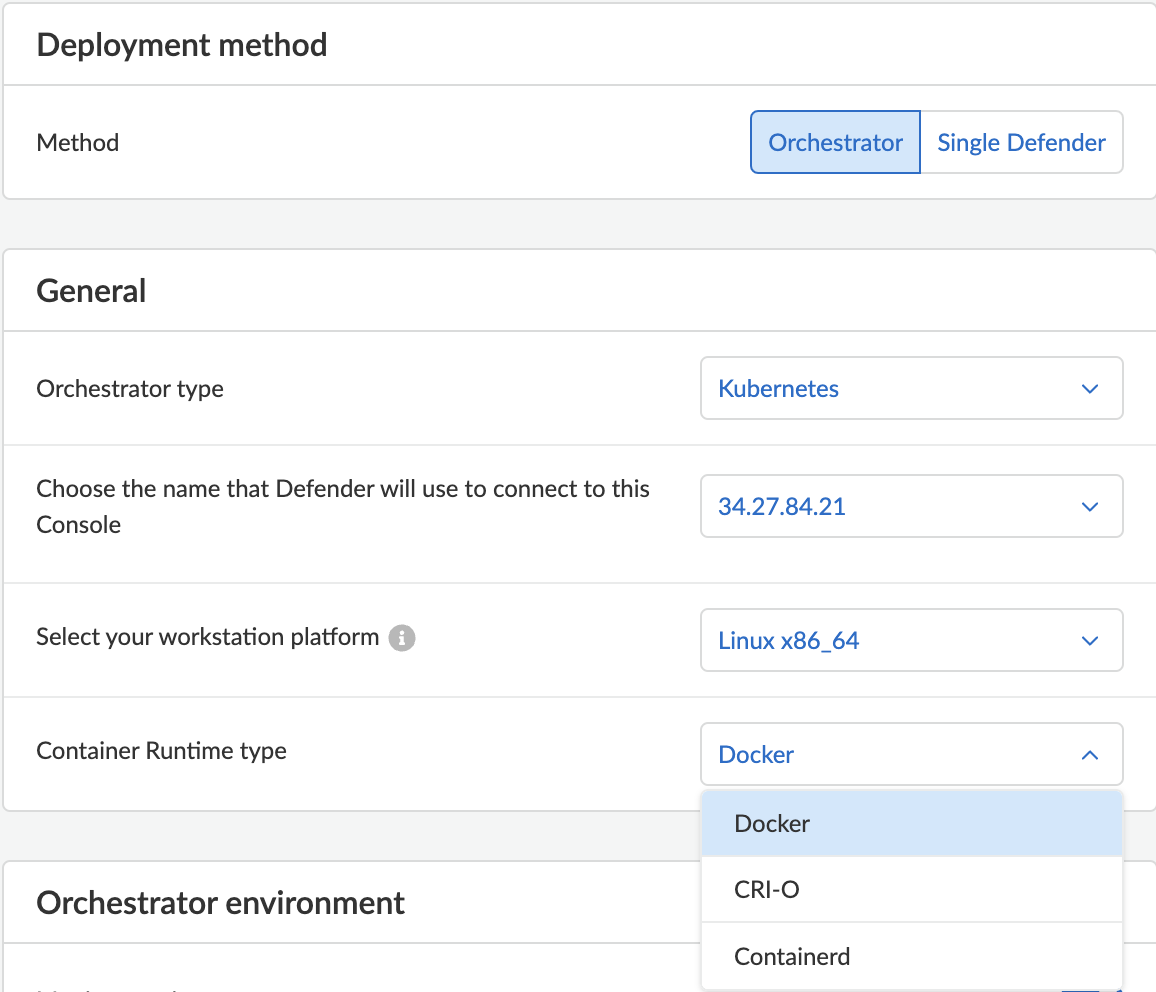 Deployment method
Method
Orchestrator
Single Defender
General
Orchestrator type
Kubernetes
Choose the name that Defender will use to connect to this
Console
34.27.84.21
Select your workstation platform
Linux x86_64
Container Runtime type
Docker
Docker
CRI-O
Containerd
Orchestrator environment